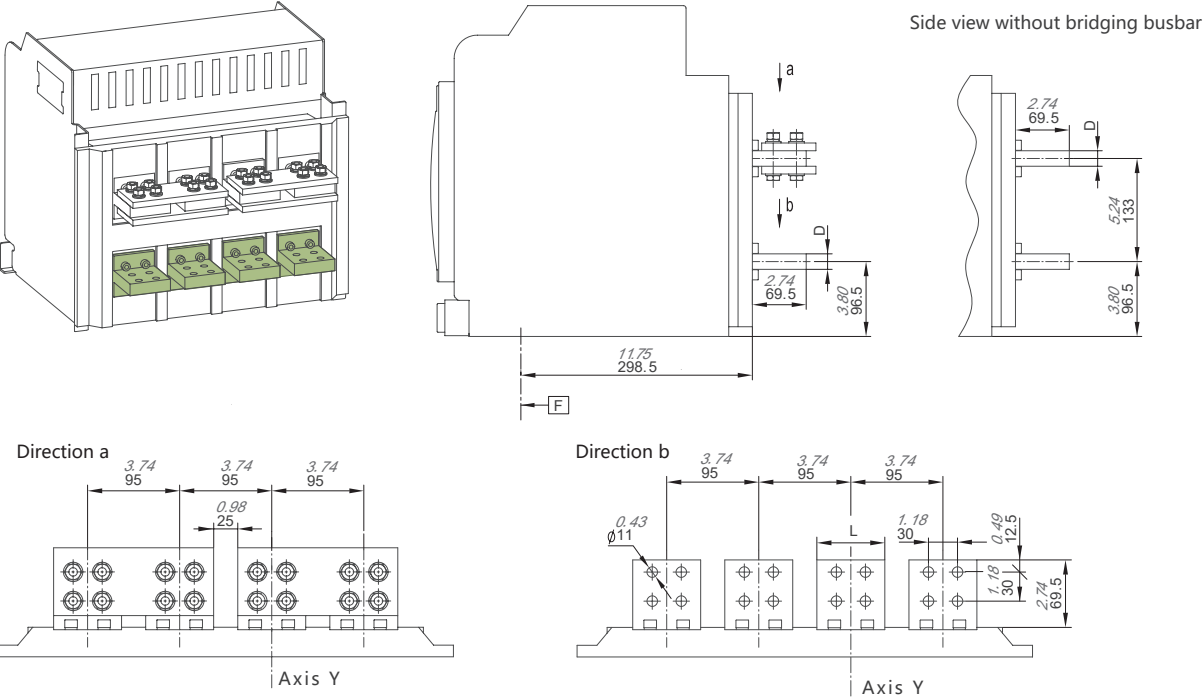 Side view without bridging busbar
a
b
D
2.74
69.5
3.80
96.5
11.75
298.5
F
2.74
69.5
D
5.24
133
3.80
96.5
Direction a
3.74
95
3.74
95
3.74
95
0.98
25
Axis Y
Direction b
3.74
95
3.74
95
3.74
95
0.43
ϕ11
L
1.18
30
0.49
12.5
1.18
30
2.74
69.5
Axis Y